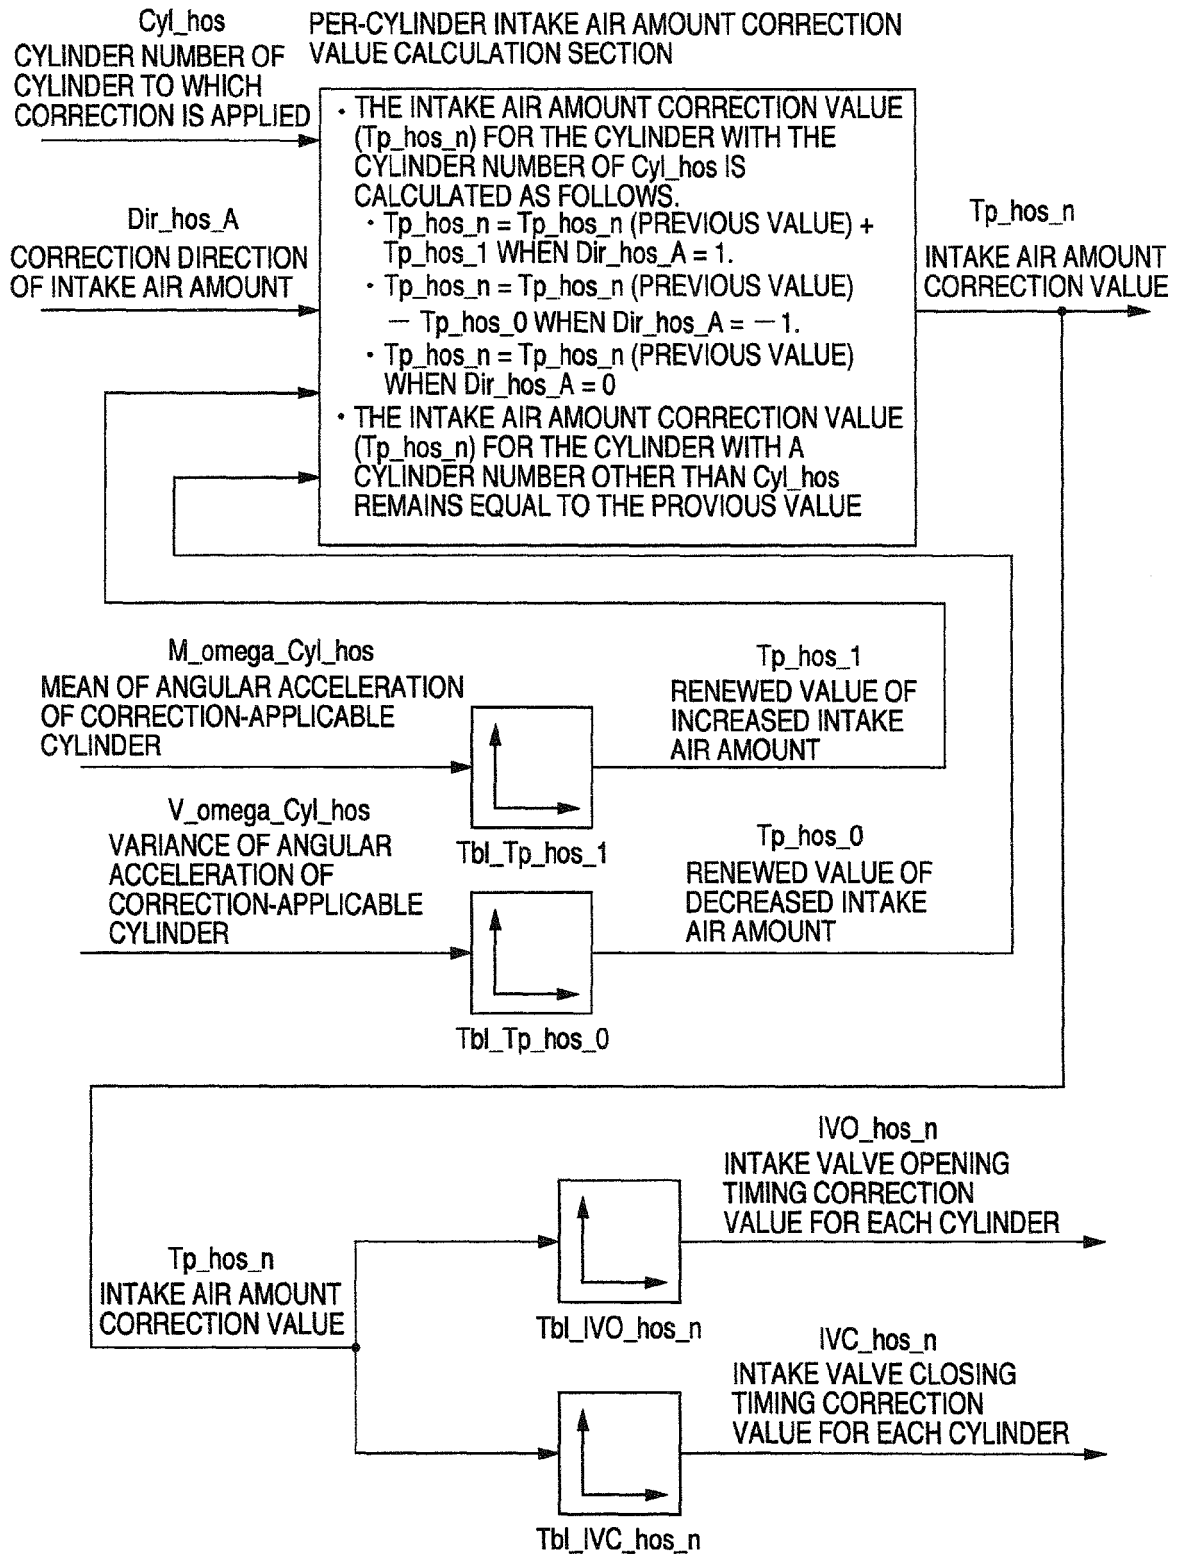 Cyl_hos
CYLINDER NUMBER OF
CYLINDER TO WHICH
CORRECTION IS APPLIED
PER-CYLINDER INTAKE AIR AMOUNT CORRECTION
VALUE CALCULATION SECTION
Dir_hos_A
CORRECTION DIRECTION
OF INTAKE AIR AMOUNT
· THE INTAKE AIR AMOUNT CORRECTION VALUE
(Tp_hos_n) FOR THE CYLINDER WITH THE
CYLINDER NUMBER OF Cyl_hos IS
CALCULATED AS FOLLOWS.
· Tp_hos_n = Tp_hos_n (PREVIOUS VALUE) +
Tp_hos_1 WHEN Dir_hos_A = 1.
· Tp_hos_n = Tp_hos_n (PREVIOUS VALUE)
— Tp_hos_0 WHEN Dir_hos_A = — 1.
· Tp_hos_n = Tp_hos_n (PREVIOUS VALUE)
WHEN Dir_hos_A = 0
· THE INTAKE AIR AMOUNT CORRECTION VALUE
(Tp_hos_n) FOR THE CYLINDER WITH A
CYLINDER NUMBER OTHER THAN Cyl_hos
REMAINS EQUAL TO THE PROVIOUS VALUE
Tp_hos_n
INTAKE AIR AMOUNT
CORRECTION VALUE
M_omega_Cyl_hos
MEAN OF ANGULAR ACCELERATION
OF CORRECTION-APPLICABLE
CYLINDER
Tbl_Tp_hos_1
Tp_hos_1
RENEWED VALUE OF
INCREASED INTAKE
AIR AMOUNT
V_omega_Cyl_hos
VARIANCE OF ANGULAR
ACCELERATION OF
CORRECTION-APPLICABLE
CYLINDER
Tbl_Tp_hos_0
Tp_hos_0
RENEWED VALUE OF
DECREASED INTAKE
AIR AMOUNT
Tp_hos_n
INTAKE AIR AMOUNT
CORRECTION VALUE
Tbl_IVO_hos_n
IVO_hos_n
INTAKE VALVE OPENING
TIMING CORRECTION
VALUE FOR EACH CYLINDER
Tbl_IVC_hos_n
IVC_hos_n
INTAKE VALVE CLOSING
TIMING CORRECTION
VALUE FOR EACH CYLINDER